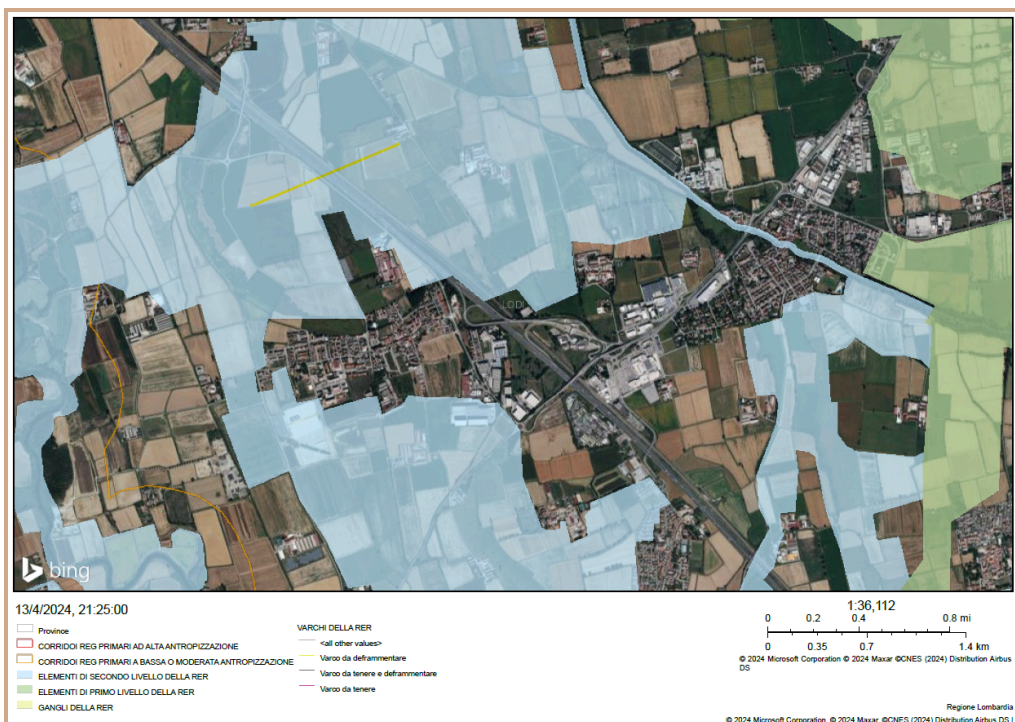 LODI
bing
13/4/2024, 21:25:00
Province
CORRIDOI REG PRIMARI AD ALTA ANTROPIZZAZIONE
CORRIDOI REG PRIMARI A BASSA O MODERATA ANTROPIZZAZIONE
ELEMENTI DI SECONDO LIVELLO DELLA RER
ELEMENTI DI PRIMO LIVELLO DELLA RER
GANGLI DELLA RER
VARCHI DELLA RER
<all other values>
Varco da deframmentare
Varco da tenere e deframmentare
Varco da tenere
1:36,112
0 0.2 0.4 0.8 mi
0 0.35 0.7 1.4 km
© 2024 Microsoft Corporation © 2024 Maxar ©CNES (2024) Distribution Airbus
DS
Regione Lombardia
© 2024 Microsoft Corporation, © 2024 Maxar, ©CNES (2024) Distribution Airbus DS |